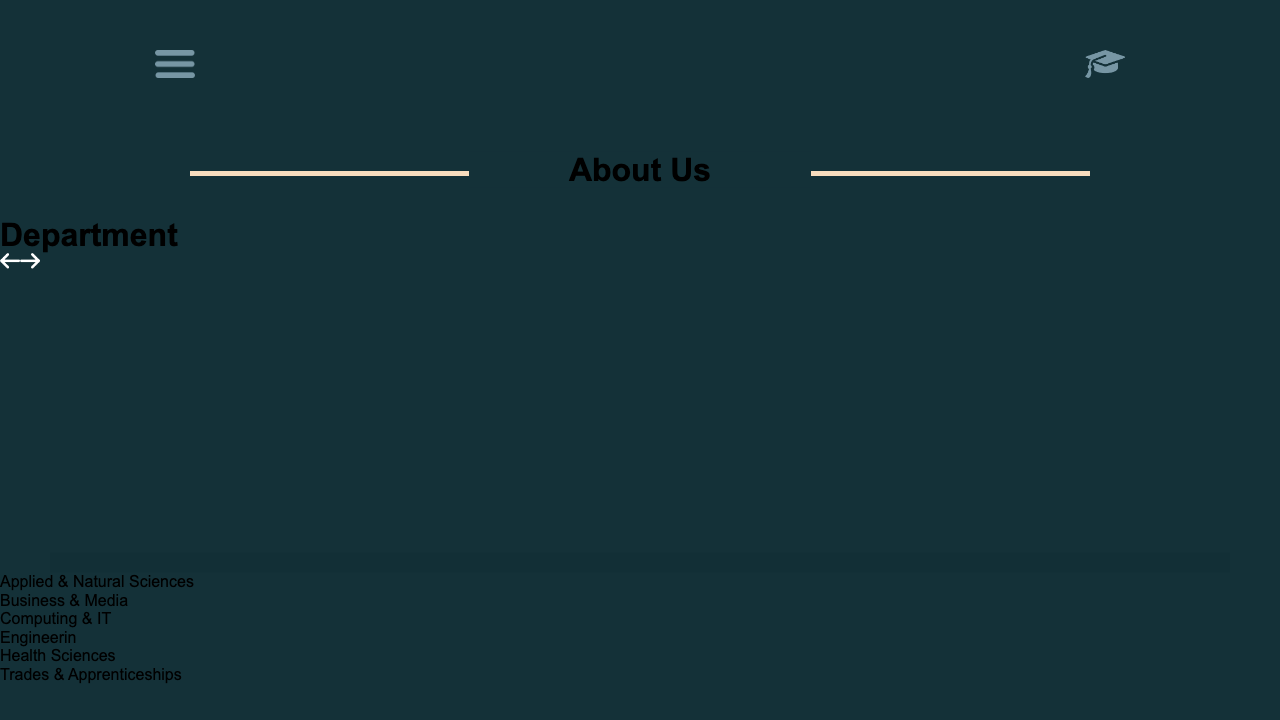 About Us
Department
Applied & Natural Sciences
Business & Media
Computing & IT
Engineerin
Health Sciences
Trades & Apprenticeships